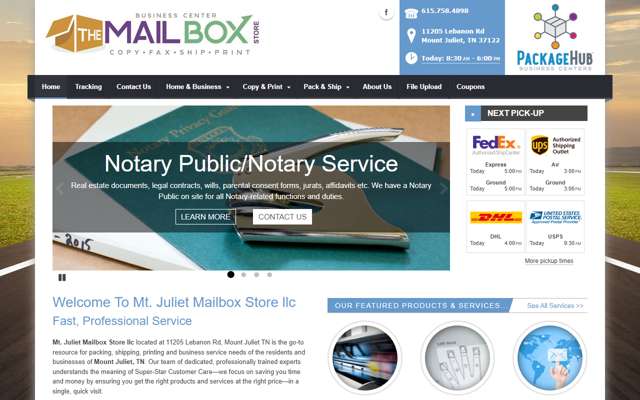 BUSINESS CENTER
THE MAILBOX STORE
COPY • FAX • SHIP • PRINT
615.758.4898
11205 Lebanon Rd
Mount Juliet, TN 37122
Today: 8:30 AM - 6:00 PM
PACKAGEHUB
BUSINESS CENTERS
Home Tracking Contact Us Home & Business Copy & Print Pack & Ship About Us File Upload Coupons
Notary Public/Notary Service
Real estate documents, legal contracts, wills, parental consent forms, jurats, affidavits etc. We have a Notary
Public on site for all Notary related functions and duties.
LEARN MORE CONTACT US
2015
NEXT PICK-UP
FedEx
Authorized ShipCenter
Express
Today 5:00 PM
Ground
Today 5:00 PM
ups Authorized Shipping Outlet
Air
Today 3:00 PM
Ground
Today 3:00 PM
DHL
DHL
Today 4:00 PM
UNITED STATES POSTAL SERVICE
Approved Postal Provider
USPS
Today 9:30 AM
More pickup times
Welcome To Mt. Juliet Mailbox Store llc
Fast, Professional Service
Mt. Juliet Mailbox Store llc located at 11205 Lebanon Rd, Mount Juliet TN is the go-to
resource for packing, shipping, printing and business service needs of the residents and
businesses of Mount Juliet, TN. Our team of dedicated, professionally trained experts
understands the meaning of Super-Star Customer Care—we focus on saving you time
and money by ensuring you get the right products and services at the right price—in a
single, quick visit.
OUR FEATURED PRODUCTS & SERVICES...
See All Services >>